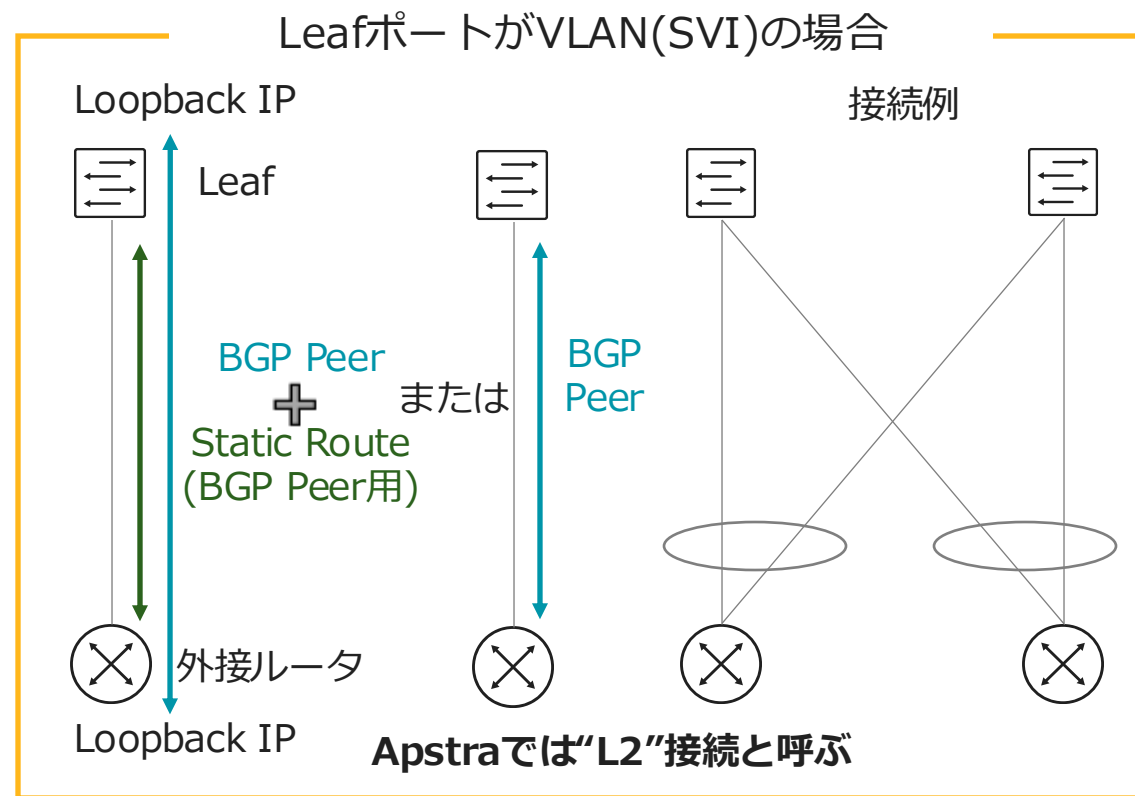 LeafポートがVLAN(SVI)の場合
Loopback IP
接続例
Leaf
BGP Peer
Static Route
(BGP Peer用)
または
BGP
Peer
外接ルータ
Loopback IP
Apstraでは“L2”接続と呼ぶ